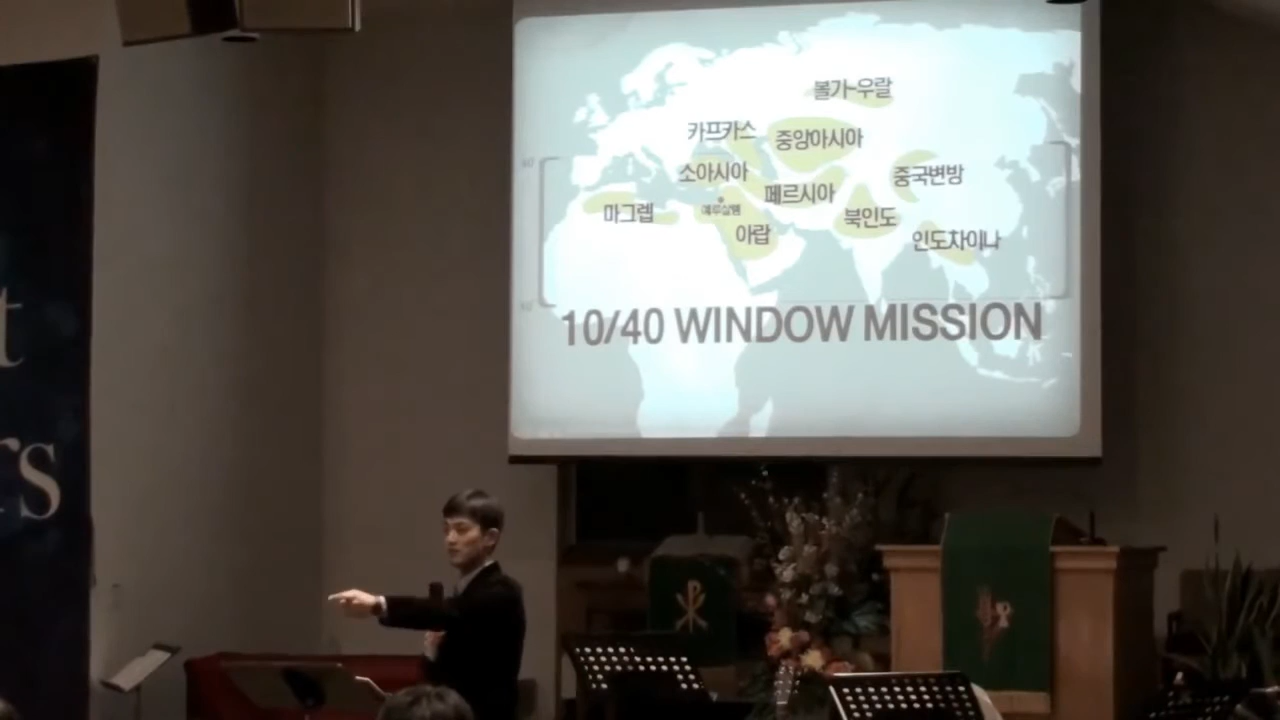 볼가-우랄
카프카스
중앙아시아
소아시아
중국변방
페르시아
마그렙
예루살렘
북인도
아랍
인도차이나
40
10/40 WINDOW MISSION
t
rs